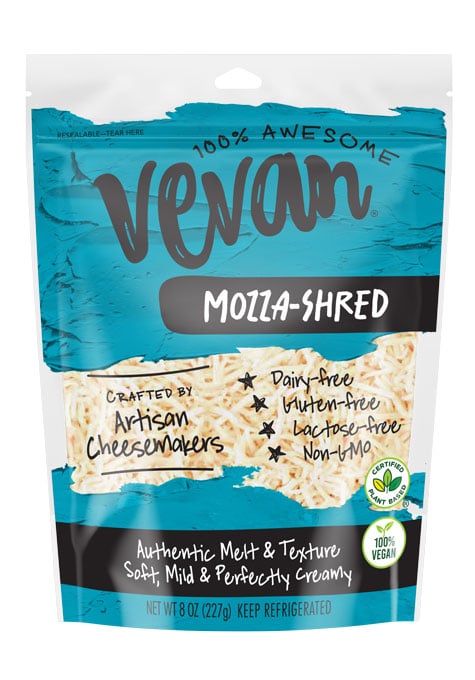 RESEALABLE–TEAR HERE
100% AWESOME
vevan®
MOZZA-SHRED
CRAFTED BY
Artisan
Cheesemakers
Dairy-free
Gluten-free
Lactose-free
Non-GMO
CERTIFIED
PLANT BASED
100%
VEGAN
Authentic Melt & Texture
Soft, Mild & Perfectly Creamy
NET WT 8 OZ (227g) KEEP REFRIGERATED